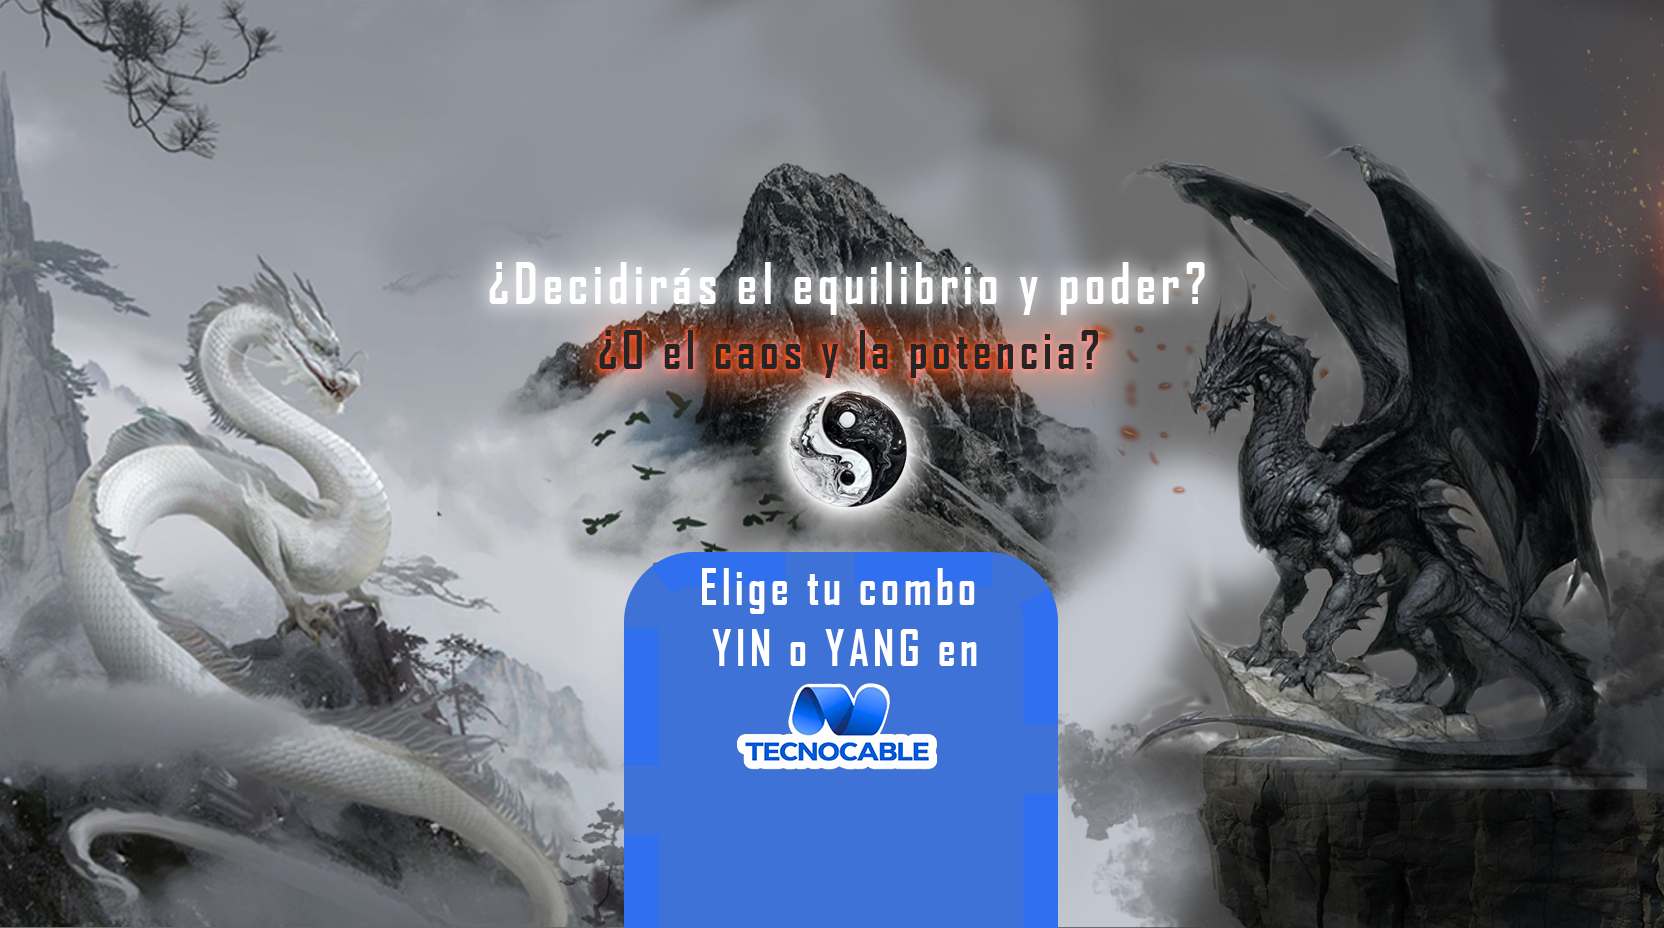 ¿Decidirás el equilibrio y poder?
¿O el caos y la potencia?
Elige tu combo
YIN o YANG en
TECNOCABLE